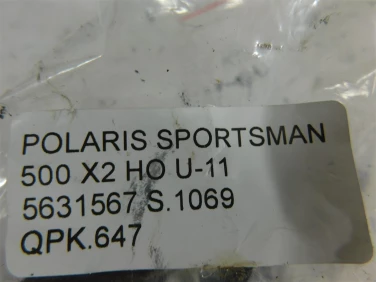 POLARIS SPORTSMAN
500 X2 HO U-11
5631567 S.1069
QPK.647